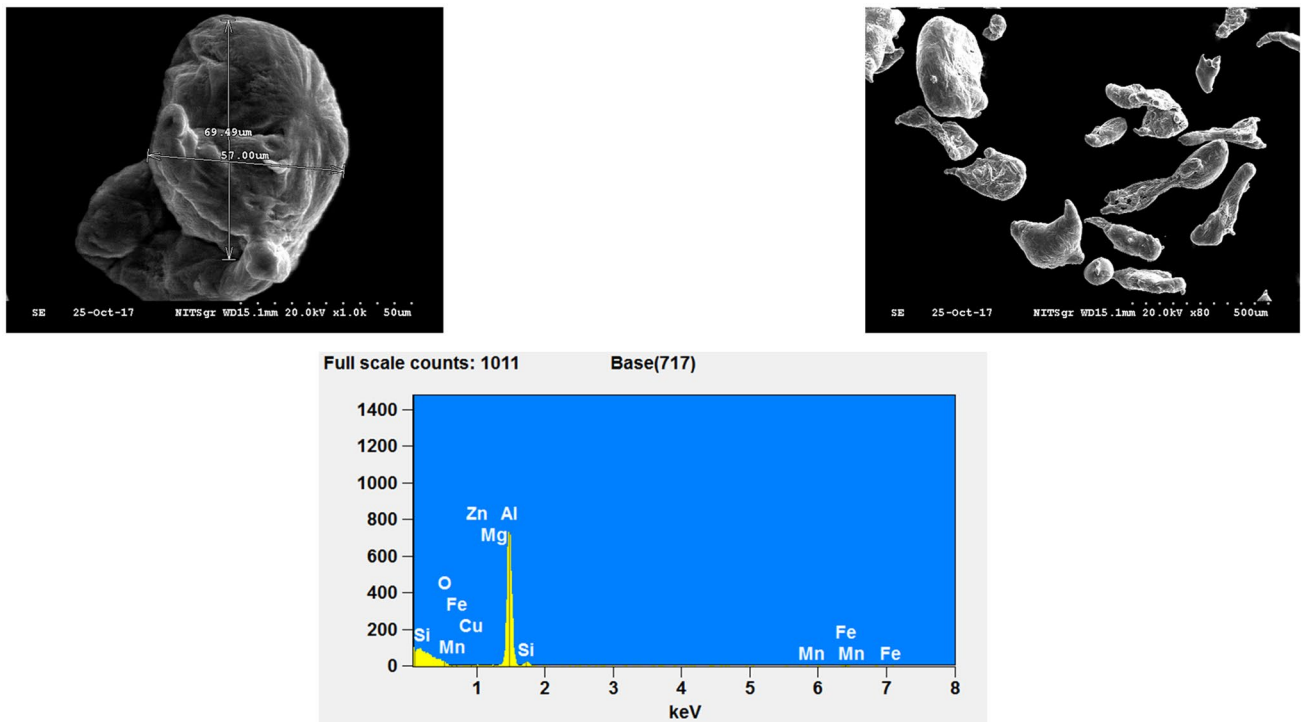 69.49um
57.00um
SE 25-Oct-17 NITSgr WD15.1mm 20.0kV x1.0k 50um
SE 25-Oct-17 NITSgr WD15.1mm 20.0kV x80 500um
Full scale counts: 1011 Base(717)
1400
1200
1000
800
Zn Al
Mg
600
O
400
Fe
Cu
200
Si
Mn
Si
Fe
Mn Mn Fe
0
1 2 3 4 5 6 7 8
keV